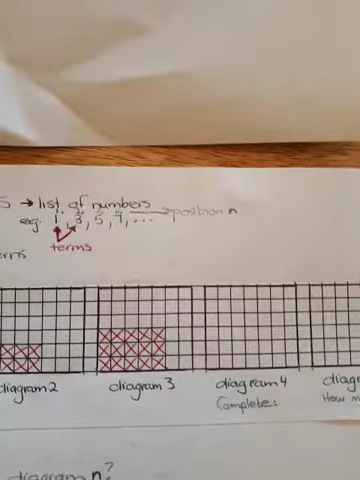 → list of numbers
eg: 1, 3, 5, 7, ... → position n
terms
diagram 2 diagram 3 diagram 4
Complete:
diagram n?